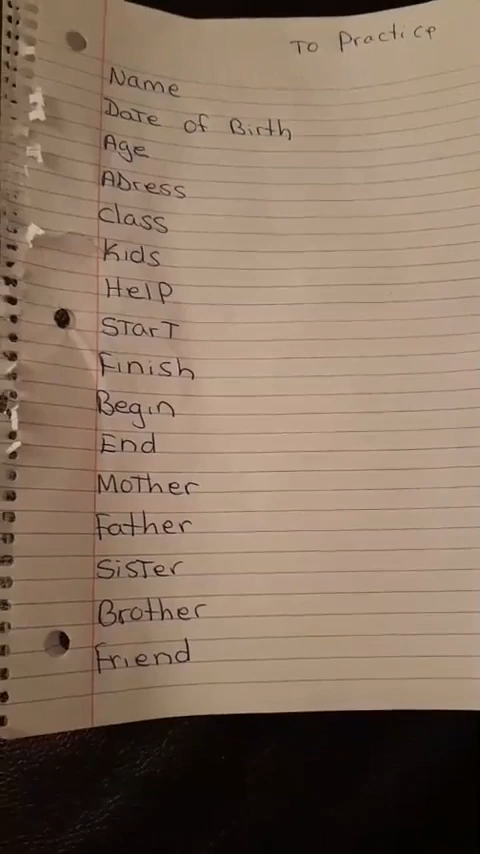 To Practice
Name
Date of Birth
Age
ADress
class
Kids
Help
STarT
Finish
Begin
End
MoTher
Father
SisTer
Brother
Friend